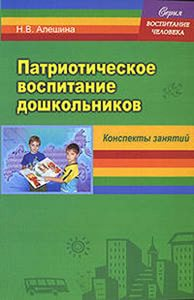 Серия
ВОСПИТАНИЕ
ЧЕЛОВЕКА
Н.В. Алешина
Патриотическое
воспитание
дошкольников
Конспекты занятий